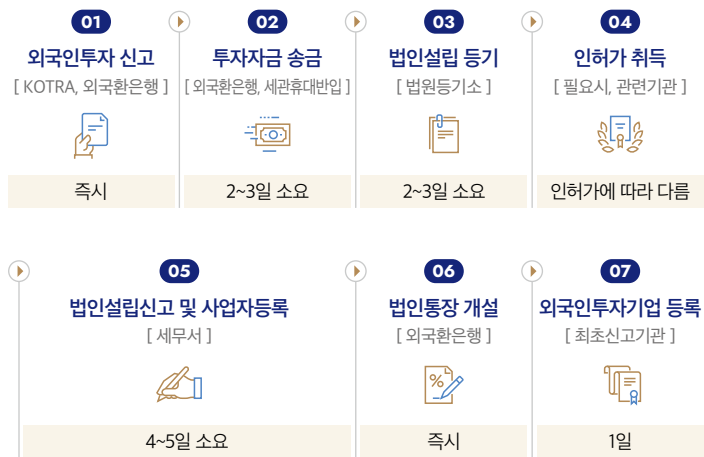 01
외국인투자 신고
[ KOTRA, 외국환은행 ]
즉시
02
투자자금 송금
[ 외국환은행, 세관휴대반입 ]
2~3일 소요
03
법인설립 등기
[ 법원등기소 ]
2~3일 소요
04
인허가 취득
[ 필요시, 관련기관 ]
인허가에 따라 다름
05
법인설립신고 및 사업자등록
[ 세무서 ]
4~5일 소요
06
법인통장 개설
[ 외국환은행 ]
%
즉시
07
외국인투자기업 등록
[ 최초신고기관 ]
1일